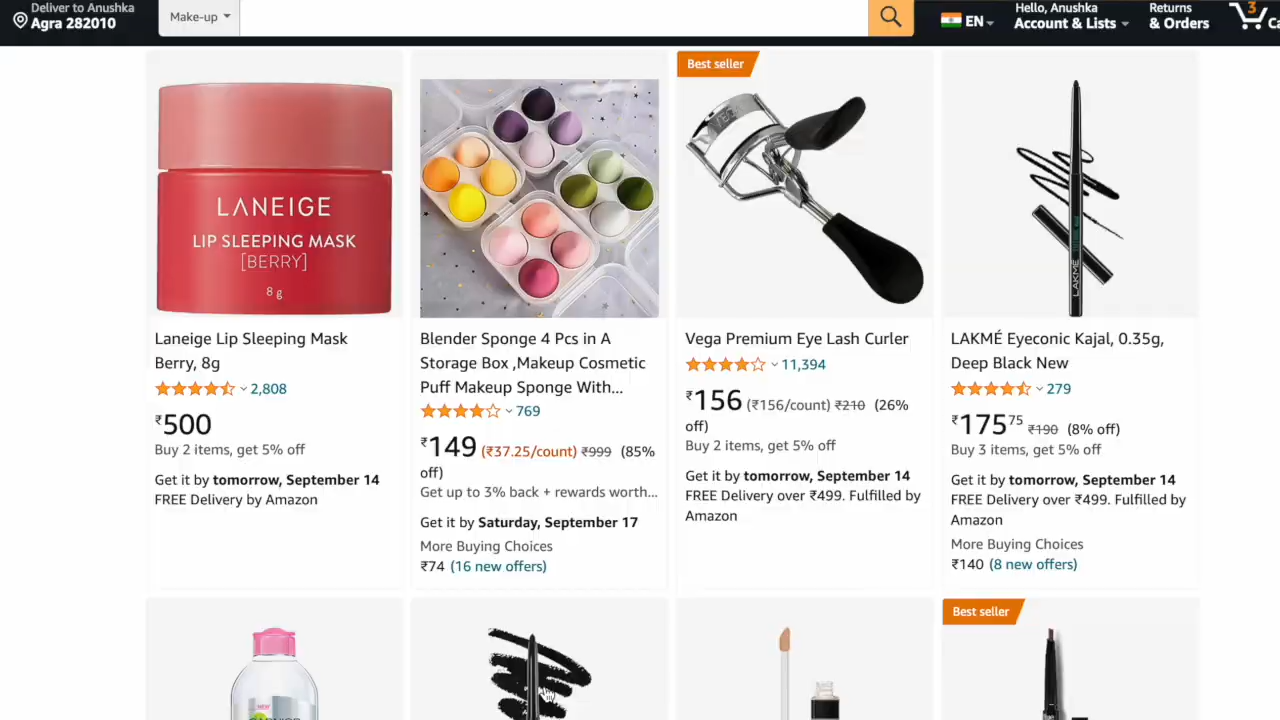 Deliver to Anushka
Agra 282010
Make-up
EN
Hello, Anushka
Account & Lists
Returns
& Orders
3
Best seller
LANEIGE
LIP SLEEPING MASK
[BERRY]
8 g
LAKMÉ
Laneige Lip Sleeping Mask
Berry, 8g
2,808
₹500
Buy 2 items, get 5% off
Get it by tomorrow, September 14
FREE Delivery by Amazon
Blender Sponge 4 Pcs in A
Storage Box ,Makeup Cosmetic
Puff Makeup Sponge With...
769
₹149 (₹37.25/count) ₹999 (85%
off)
Get up to 3% back + rewards worth...
Get it by Saturday, September 17
More Buying Choices
₹74 (16 new offers)
Vega Premium Eye Lash Curler
11,394
₹156 (₹156/count) ₹210 (26%
off)
Buy 2 items, get 5% off
Get it by tomorrow, September 14
FREE Delivery over ₹499. Fulfilled by
Amazon
LAKMÉ Eyeconic Kajal, 0.35g,
Deep Black New
279
₹17575 ₹190 (8% off)
Buy 3 items, get 5% off
Get it by tomorrow, September 14
FREE Delivery over ₹499. Fulfilled by
Amazon
More Buying Choices
₹140 (8 new offers)
NEW
Best seller